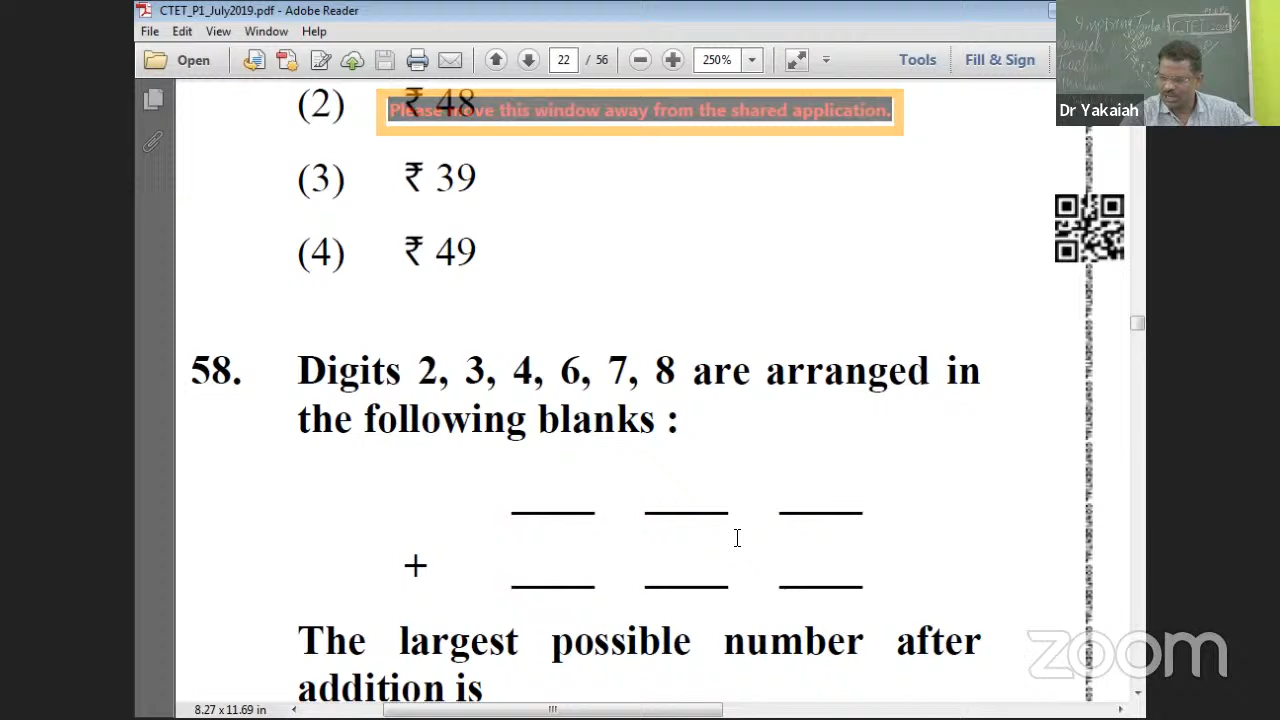 CTET_P1_July2019.pdf - Adobe Reader
File Edit View Window Help
Open 22 / 56 250% Tools Fill & Sign
Dr Yakaiah
(2) ₹ 48
Please move this window away from the shared application.
(3) ₹ 39
(4) ₹ 49
58. Digits 2, 3, 4, 6, 7, 8 are arranged in
the following blanks :
+
The largest possible number after
addition is
zoom
8.27 x 11.69 in